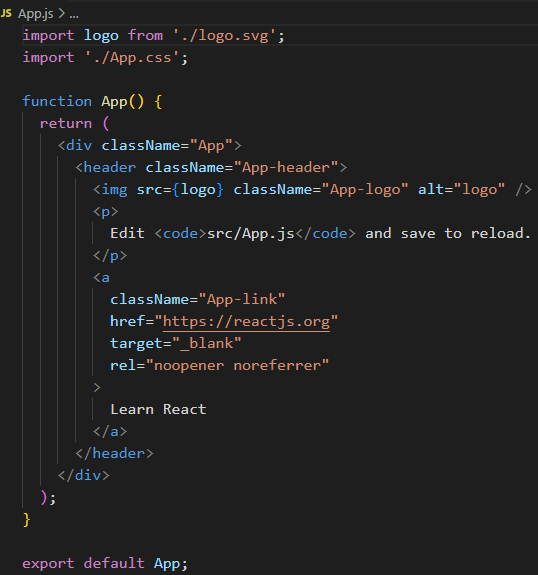 JS App.js > ...
import logo from './logo.svg';
import './App.css';

function App() {
  return (
    <div className="App">
      <header className="App-header">
        <img src={logo} className="App-logo" alt="logo" />
        <p>
          Edit <code>src/App.js</code> and save to reload.
        </p>
        <a
          className="App-link"
          href="https://reactjs.org"
          target="_blank"
          rel="noopener noreferrer"
        >
          Learn React
        </a>
      </header>
    </div>
  );
}

export default App;